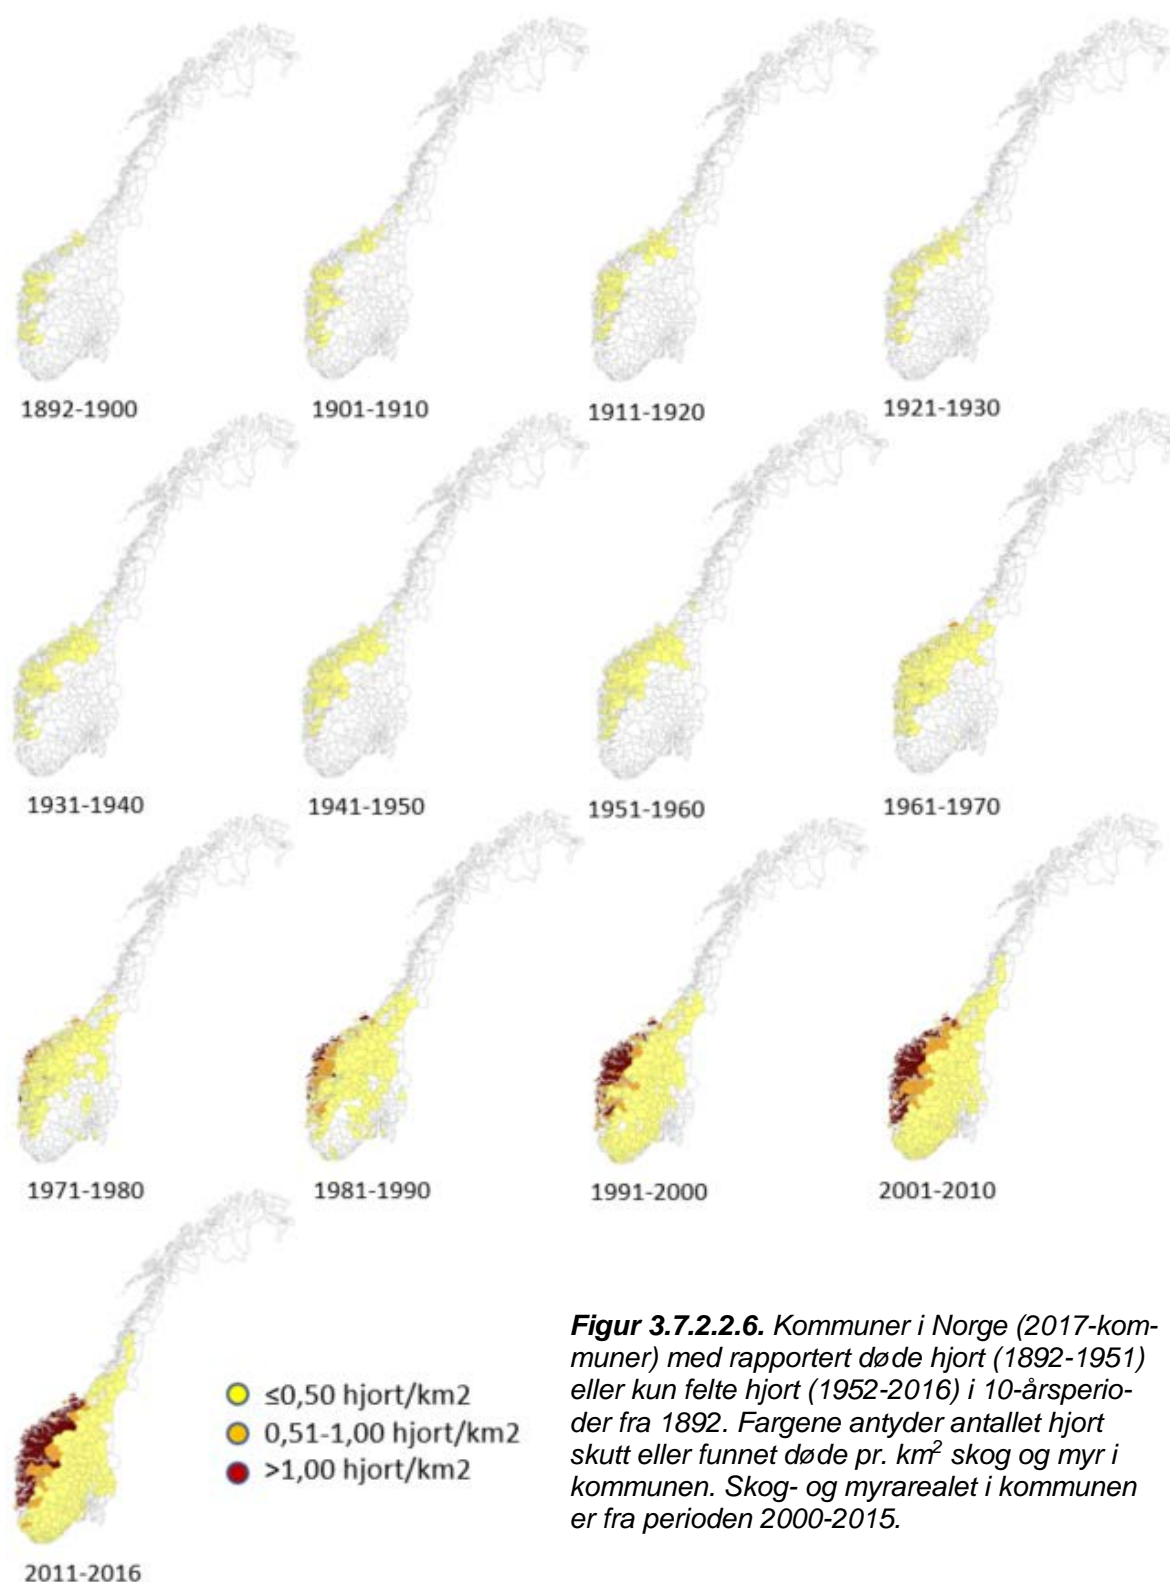 1892-1900
1901-1910
1911-1920
1921-1930
1931-1940
1941-1950
1951-1960
1961-1970
1971-1980
1981-1990
1991-2000
2001-2010
2011-2016
≤0,50 hjort/km2
0,51-1,00 hjort/km2
>1,00 hjort/km2
Figur 3.7.2.2.6. Kommuner i Norge (2017-kom-
muner) med rapportert døde hjort (1892-1951)
eller kun felte hjort (1952-2016) i 10-årsperio-
der fra 1892. Fargene antyder antallet hjort
skutt eller funnet døde pr. km² skog og myr i
kommunen. Skog- og myrarealet i kommunen
er fra perioden 2000-2015.